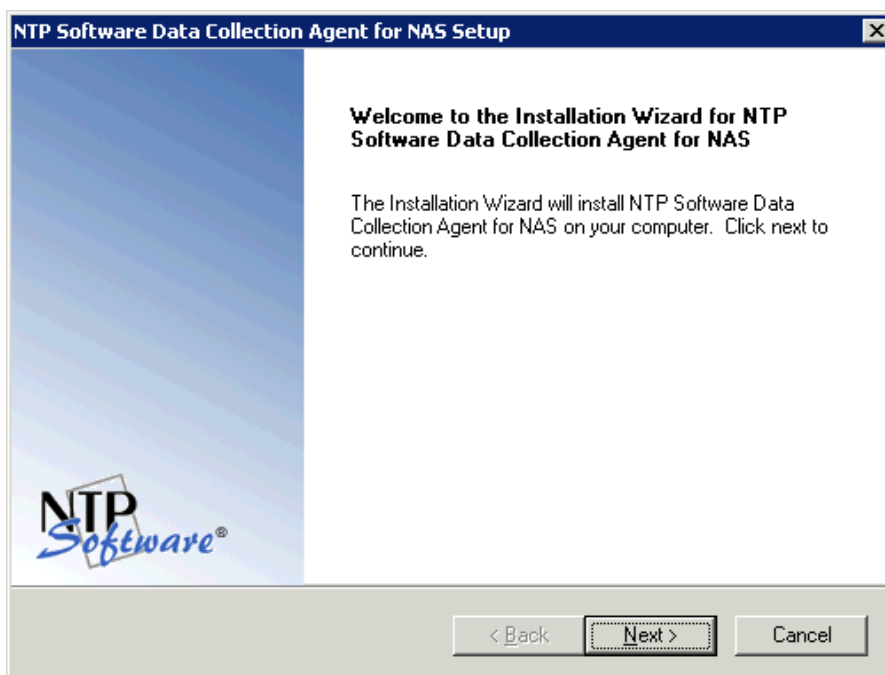 NTP Software Data Collection Agent for NAS Setup
Welcome to the Installation Wizard for NTP
Software Data Collection Agent for NAS
The Installation Wizard will install NTP Software Data
Collection Agent for NAS on your computer.  Click next to
continue.
NTP
Software®
< Back
Next >
Cancel